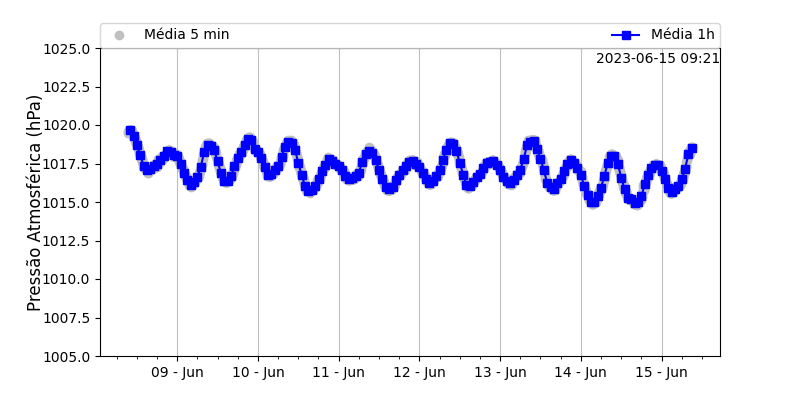 Média 5 min
Média 1h
2023-06-15 09:21
Pressão Atmosférica (hPa)
1025.0
1022.5
1020.0
1017.5
1015.0
1012.5
1010.0
1007.5
1005.0
09 - Jun
10 - Jun
11 - Jun
12 - Jun
13 - Jun
14 - Jun
15 - Jun